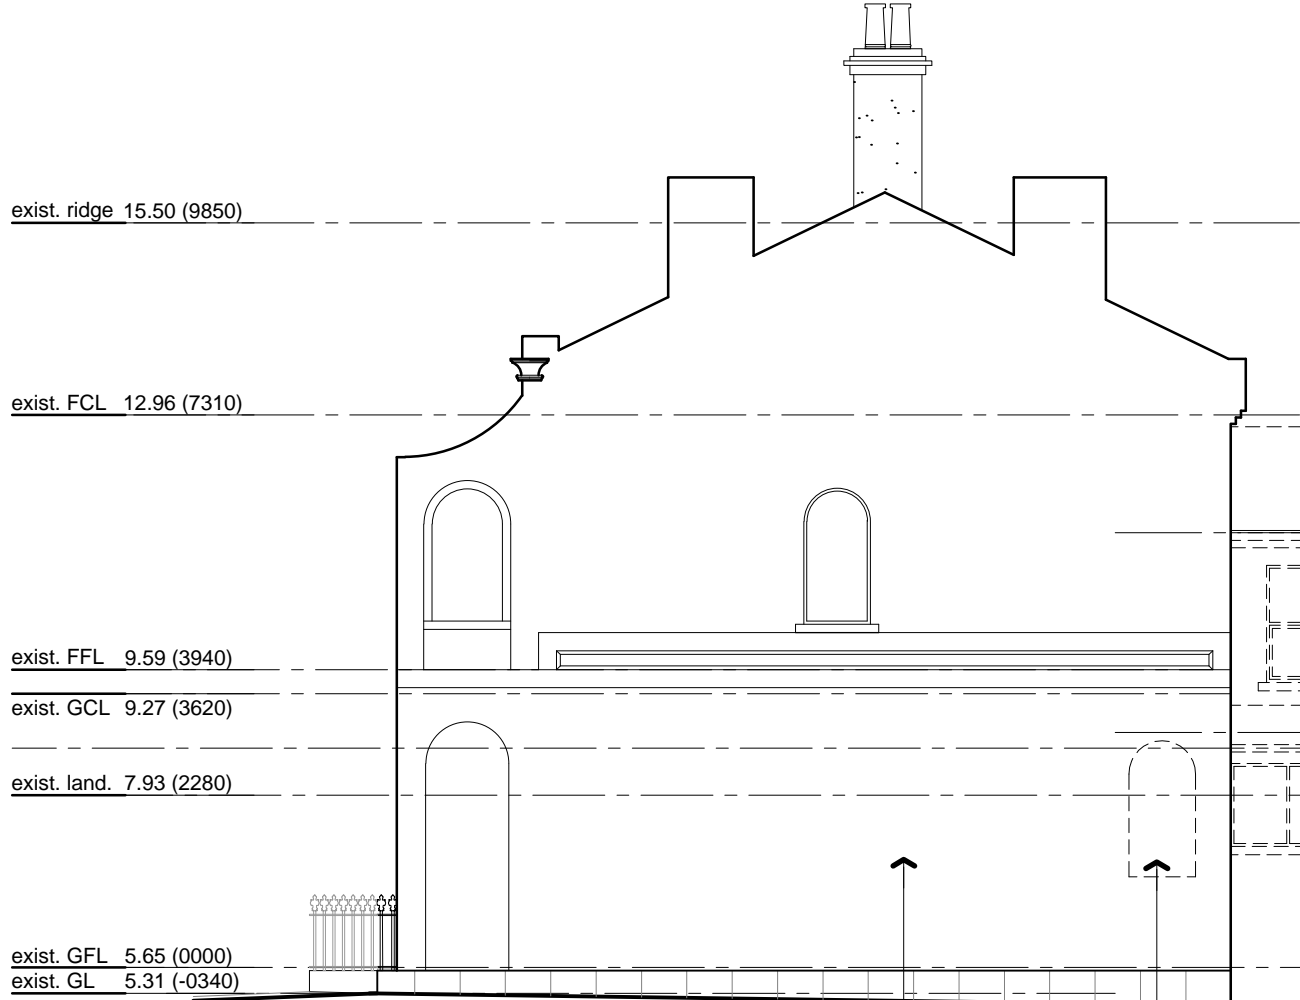 exist. ridge 15.50 (9850)
exist. FCL 12.96 (7310)
exist. FFL 9.59 (3940)
exist. GCL 9.27 (3620)
exist. land. 7.93 (2280)
exist. GFL 5.65 (0000)
exist. GL 5.31 (-0340)